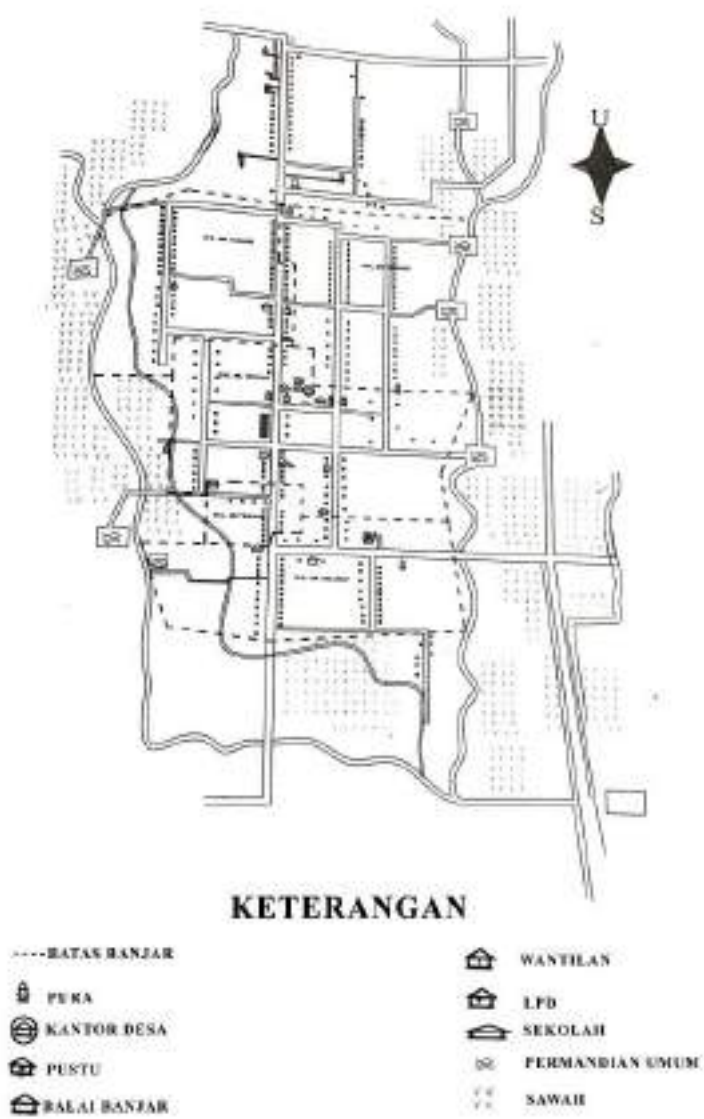 U
S
KETERANGAN
BATAS BANJAR
PURA
KANTOR DESA
PUSTU
BALAI BANJAR
WANTILAN
LPD
SEKOLAH
PERMANDIAN UMUM
SAWAH